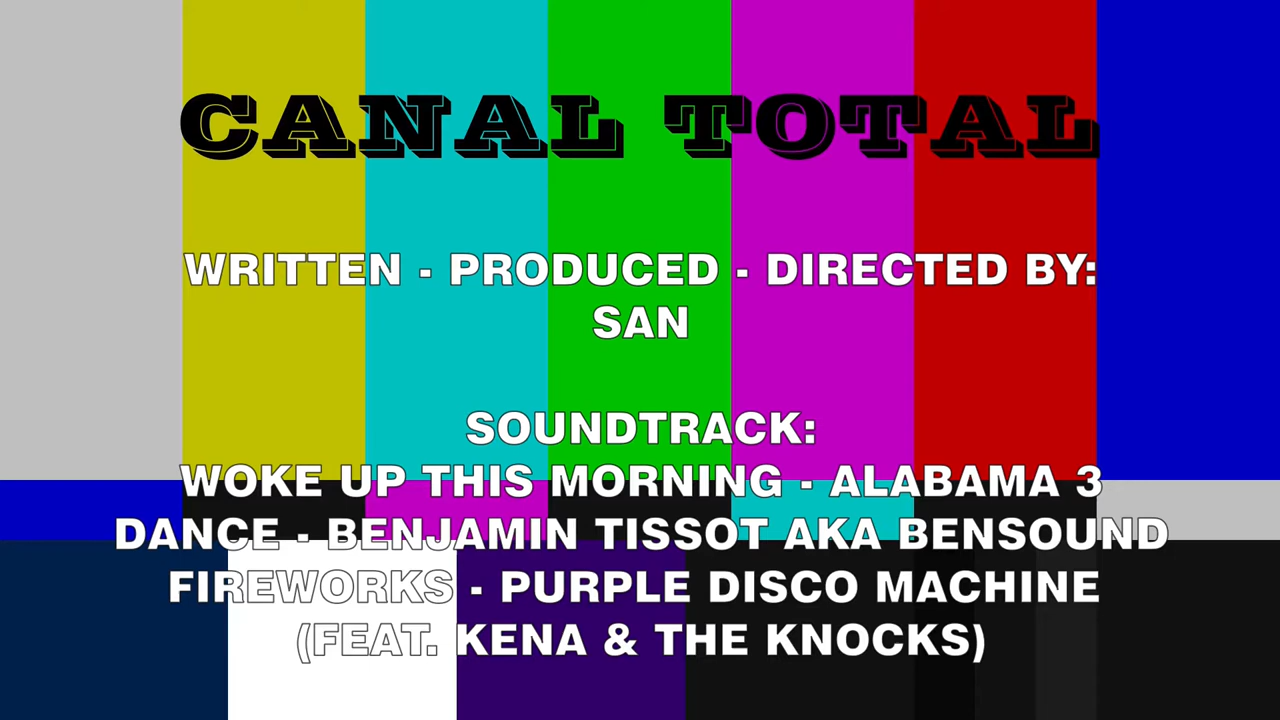 CANAL TOTAL
WRITTEN - PRODUCED - DIRECTED BY:
SAN
SOUNDTRACK:
WOKE UP THIS MORNING - ALABAMA 3
DANCE - BENJAMIN TISSOT AKA BENSOUND
FIREWORKS - PURPLE DISCO MACHINE
(FEAT. KENA & THE KNOCKS)